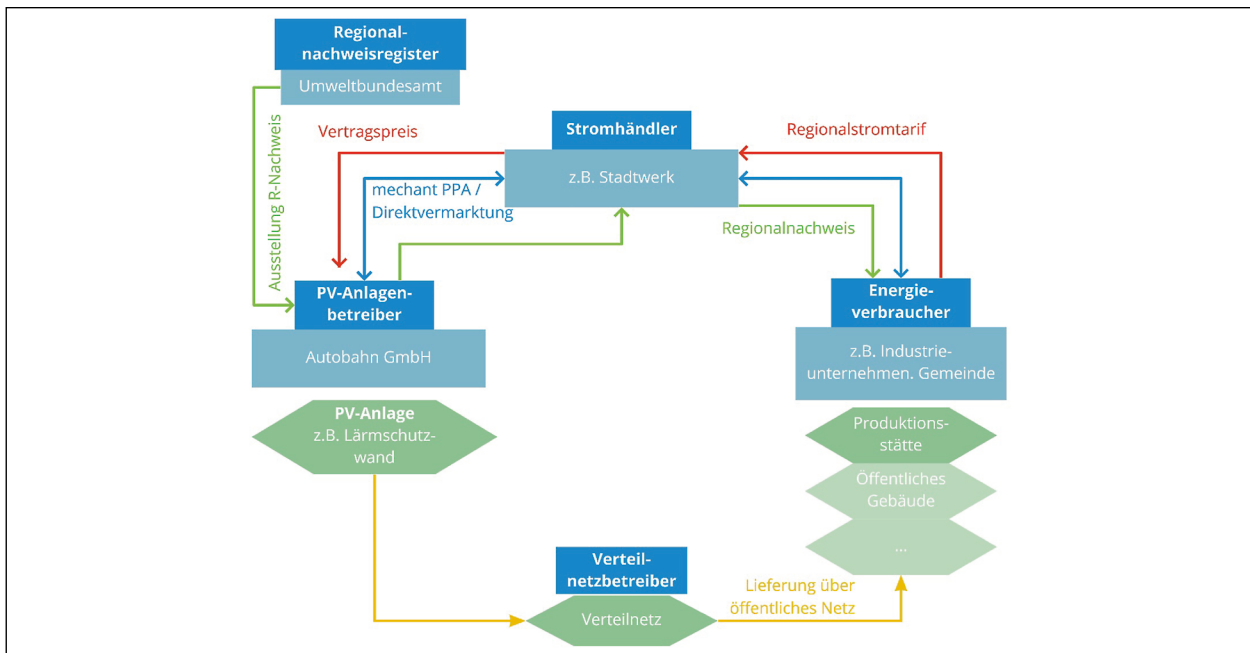 Regional-
nachweisregister
Umweltbundesamt
Ausstellung R-Nachweis
Vertragspreis
Stromhändler
z.B. Stadtwerk
Regionalstromtarif
mechant PPA /
Direktvermarktung
Regionalnachweis
PV-Anlagen-
betreiber
Autobahn GmbH
Energie-
verbraucher
z.B. Industrie-
unternehmen. Gemeinde
PV-Anlage
z.B. Lärmschutz-
wand
Produktions-
stätte
Öffentliches
Gebäude
...
Verteil-
netzbetreiber
Verteilnetz
Lieferung über
öffentliches Netz